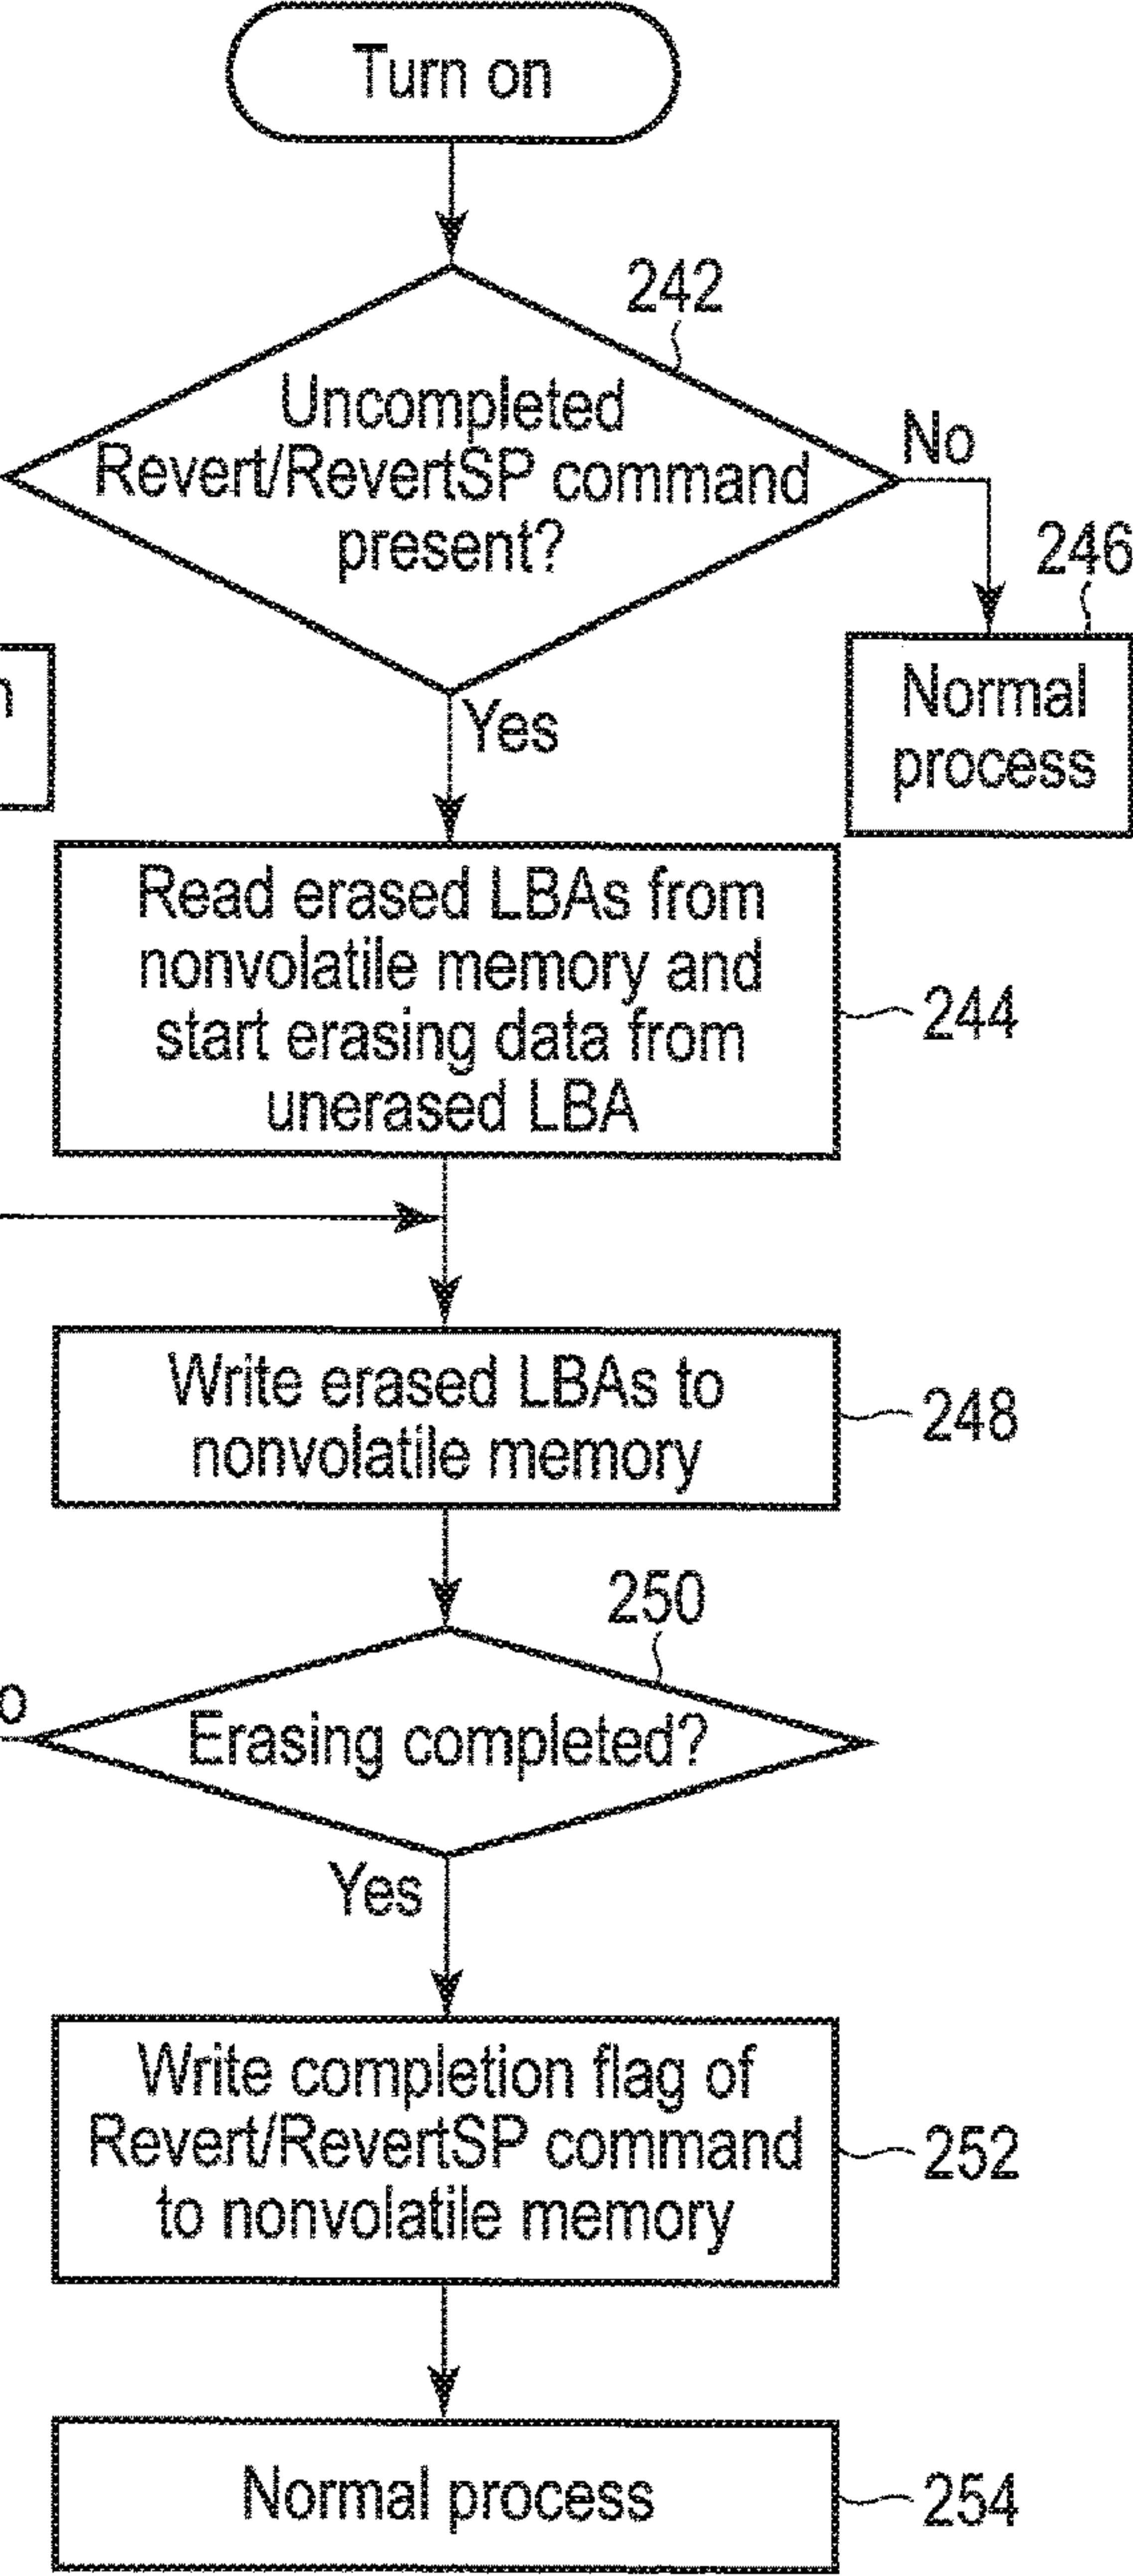 Turn on
242
Uncompleted
Revert/RevertSP command
present?
No
246
Normal
process
Yes
Read erased LBAs from
nonvolatile memory and
start erasing data from
unerased LBA
244
Write erased LBAs to
nonvolatile memory
248
250
Erasing completed?
Yes
Write completion flag of
Revert/RevertSP command
to nonvolatile memory
252
Normal process
254